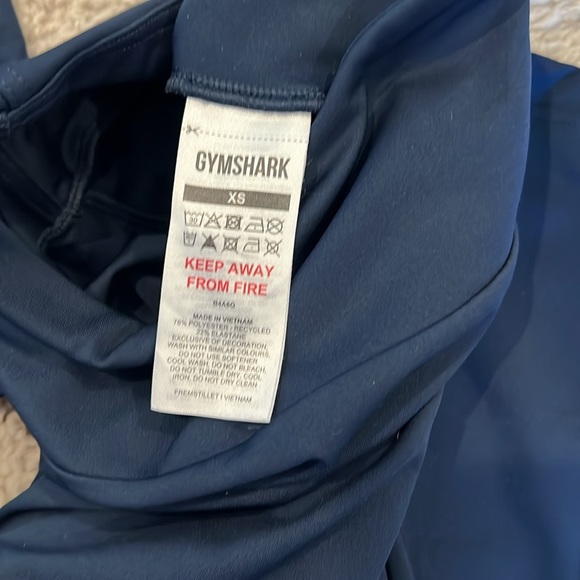 GYMSHARK
XS
30
KEEP AWAY
FROM FIRE
MADE IN VIETNAM
78% POLYESTER - RECYCLED
22% ELASTANE
EXCLUSIVE OF DECORATION.
WASH WITH SIMILAR COLOURS.
DO NOT USE SOFTENER
COOL WASH. DO NOT BLEACH.
DO NOT TUMBLE DRY. COOL
IRON. DO NOT DRY CLEAN
FREMSTILLET I VIETNAM